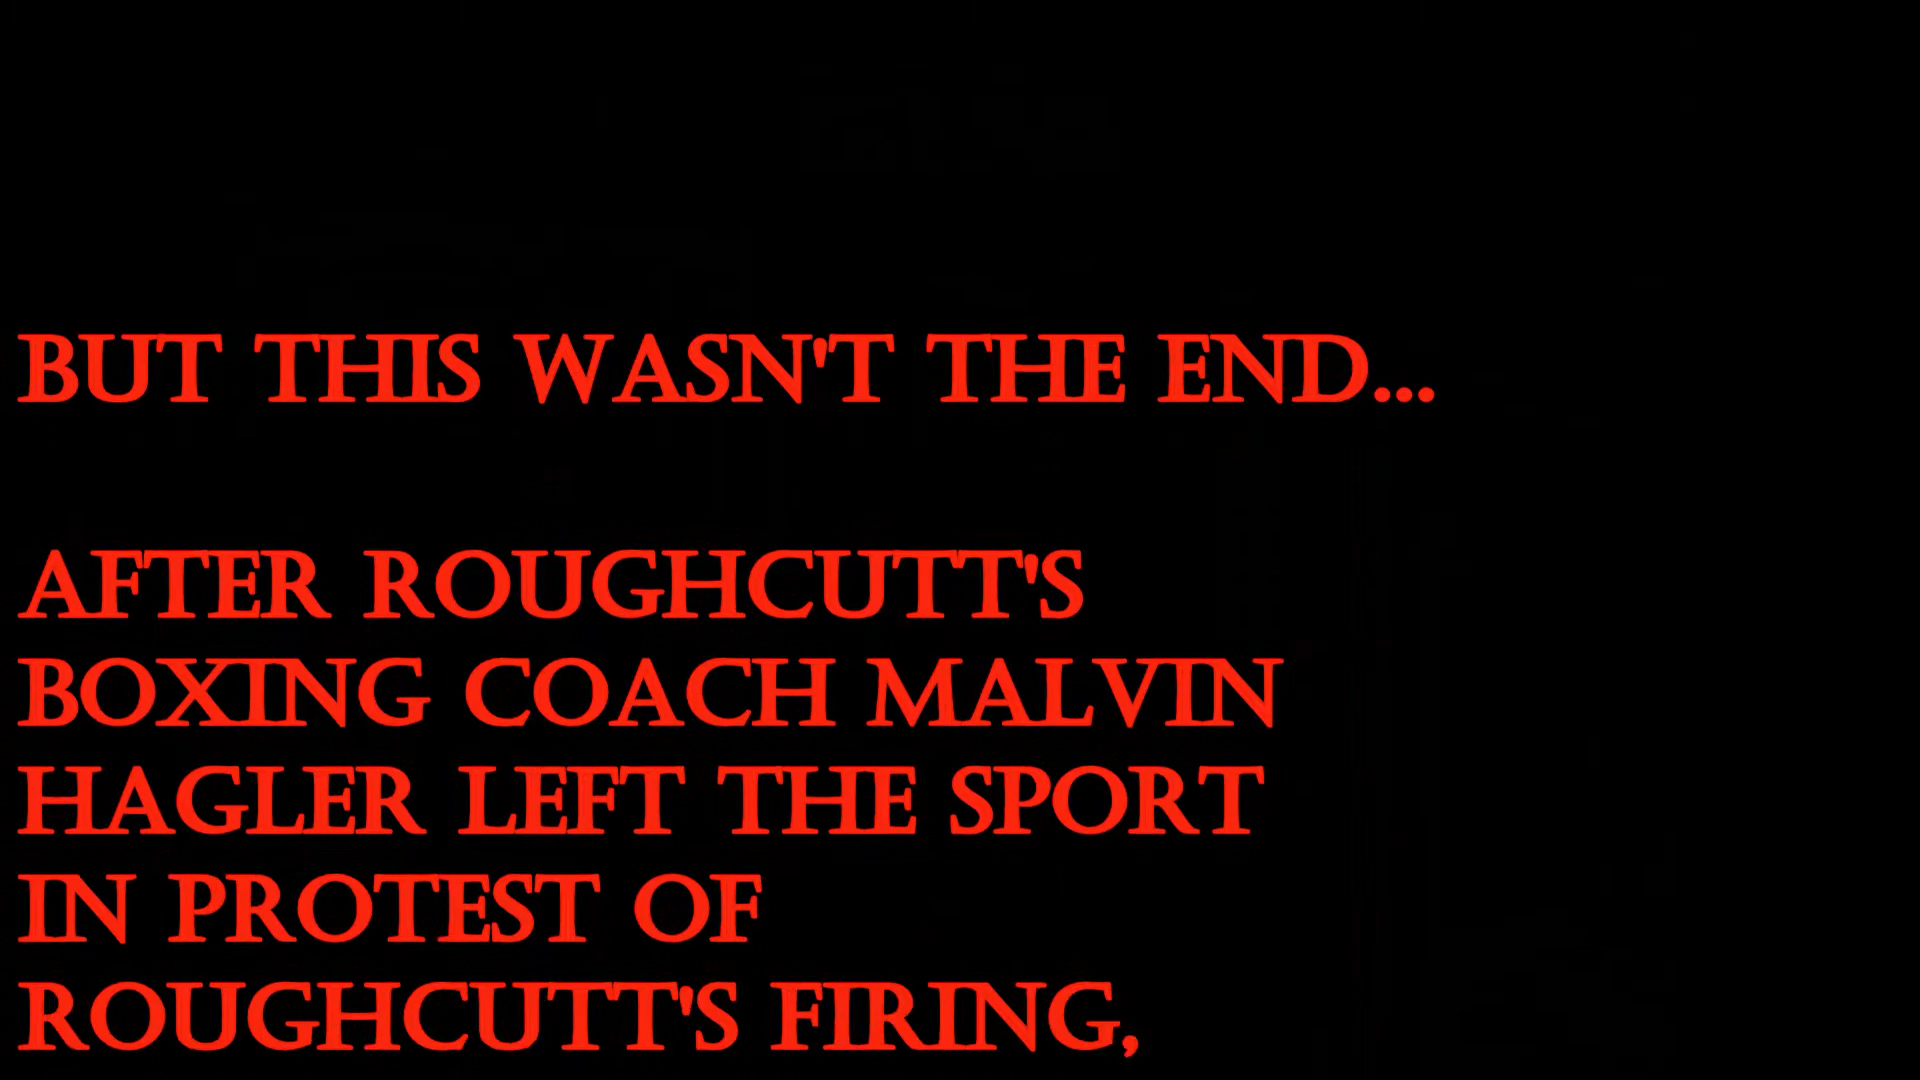 BUT THIS WASN'T THE END...
AFTER ROUGHCUTT'S
BOXING COACH MALVIN
HAGLER LEFT THE SPORT
IN PROTEST OF
ROUGHCUTT'S FIRING,